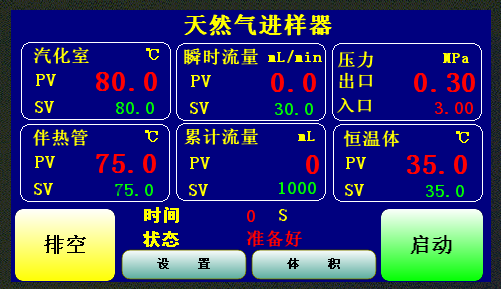 天然气进样器
汽化室 ℃
PV 80.0
SV 80.0
瞬时流量 mL/min
PV 0.0
SV 30.0
压力 MPa
出口 0.30
入口 3.00
伴热管 ℃
PV 75.0
SV 75.0
累计流量 mL
PV 0
SV 1000
恒温体 ℃
PV 35.0
SV 35.0
排空
时间 0 S
状态 准备好
设 置
体 积
启动